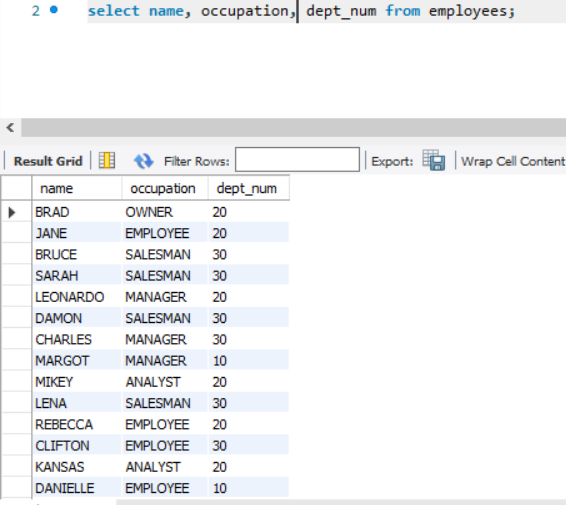 2 select name, occupation, dept_num from employees;
Result Grid Filter Rows: Export: Wrap Cell Content
name occupation dept_num
BRAD OWNER 20
JANE EMPLOYEE 20
BRUCE SALESMAN 30
SARAH SALESMAN 30
LEONARDO MANAGER 20
DAMON SALESMAN 30
CHARLES MANAGER 30
MARGOT MANAGER 10
MIKEY ANALYST 20
LENA SALESMAN 30
REBECCA EMPLOYEE 20
CLIFTON EMPLOYEE 30
KANSAS ANALYST 20
DANIELLE EMPLOYEE 10